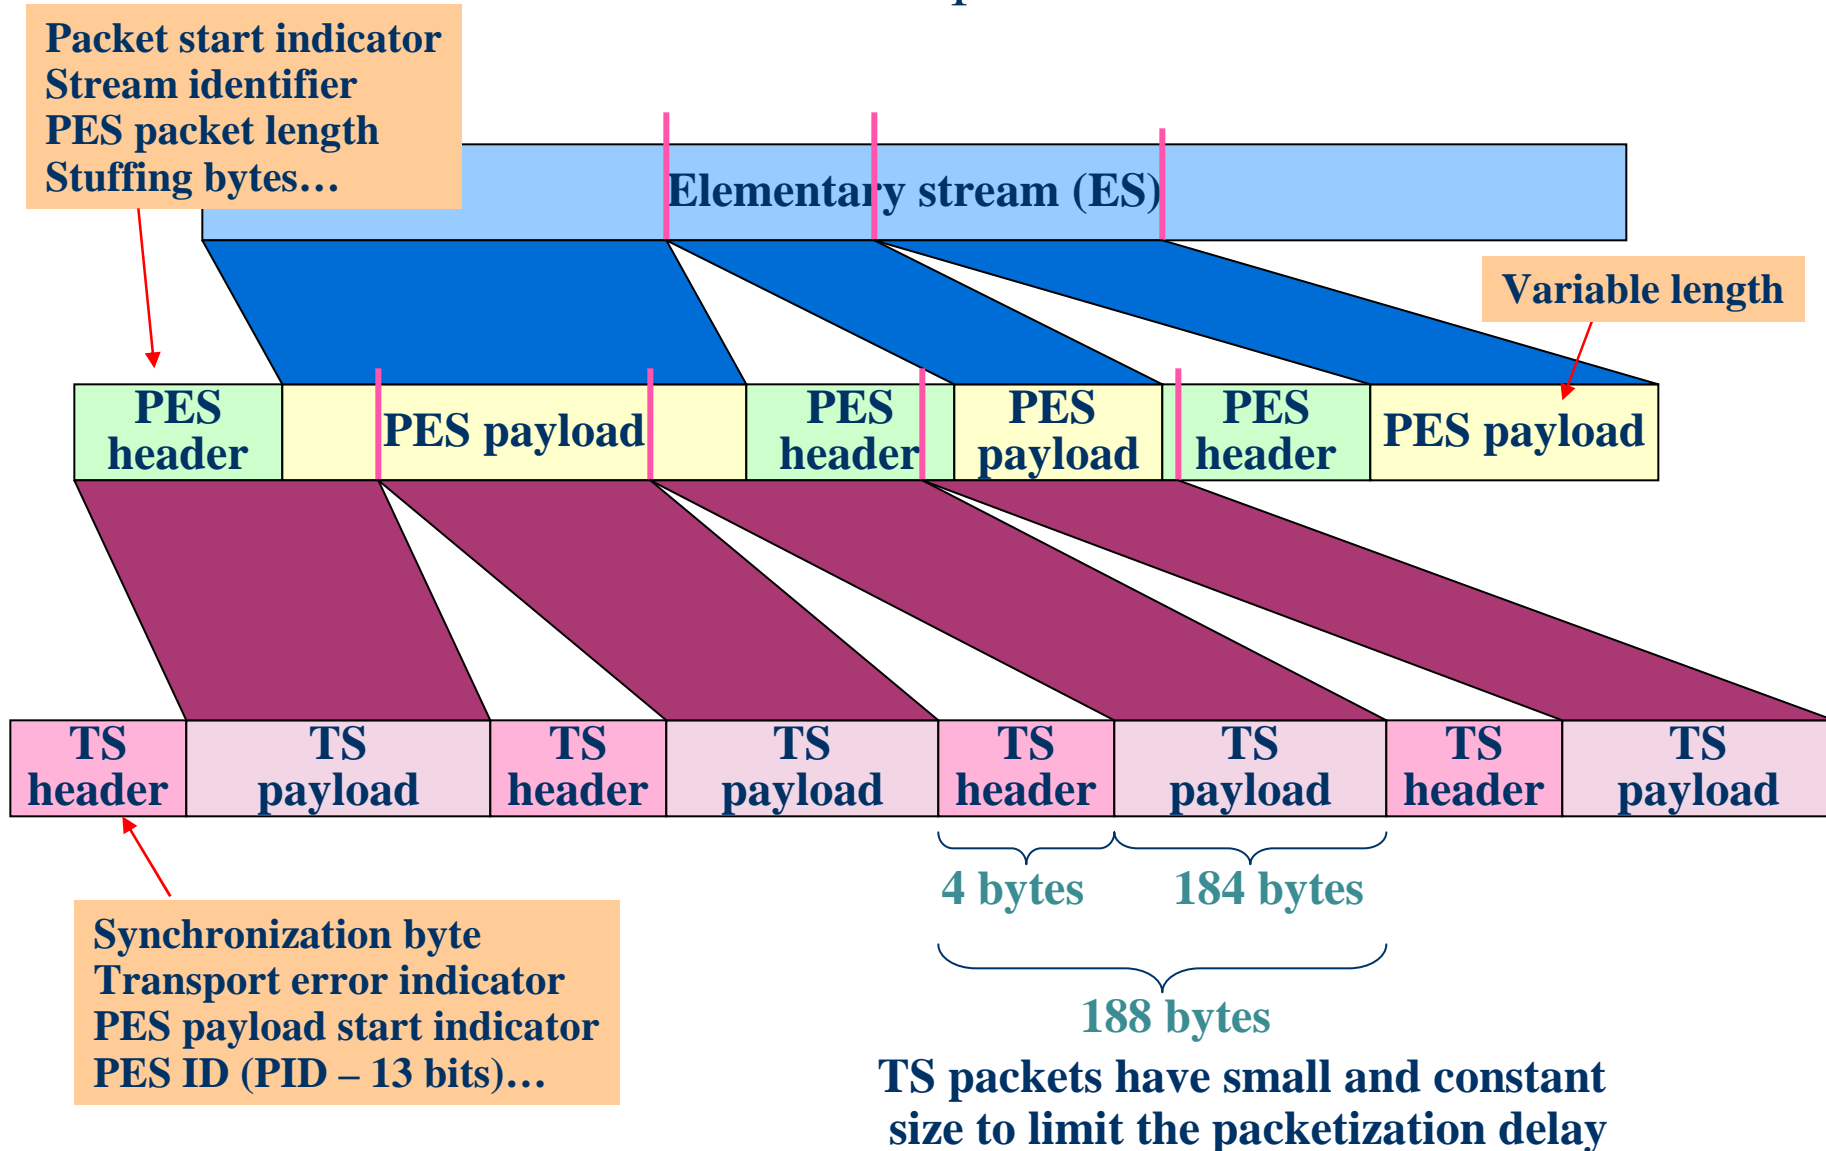 Packet start indicator
Stream identifier
PES packet length
Stuffing bytes…
Elementary stream (ES)
Variable length
PES
header
PES payload
PES
header
PES
payload
PES
header
PES payload
TS
header
TS
payload
TS
header
TS
payload
TS
header
TS
payload
TS
header
TS
payload
4 bytes
184 bytes
188 bytes
Synchronization byte
Transport error indicator
PES payload start indicator
PES ID (PID – 13 bits)…
TS packets have small and constant
size to limit the packetization delay